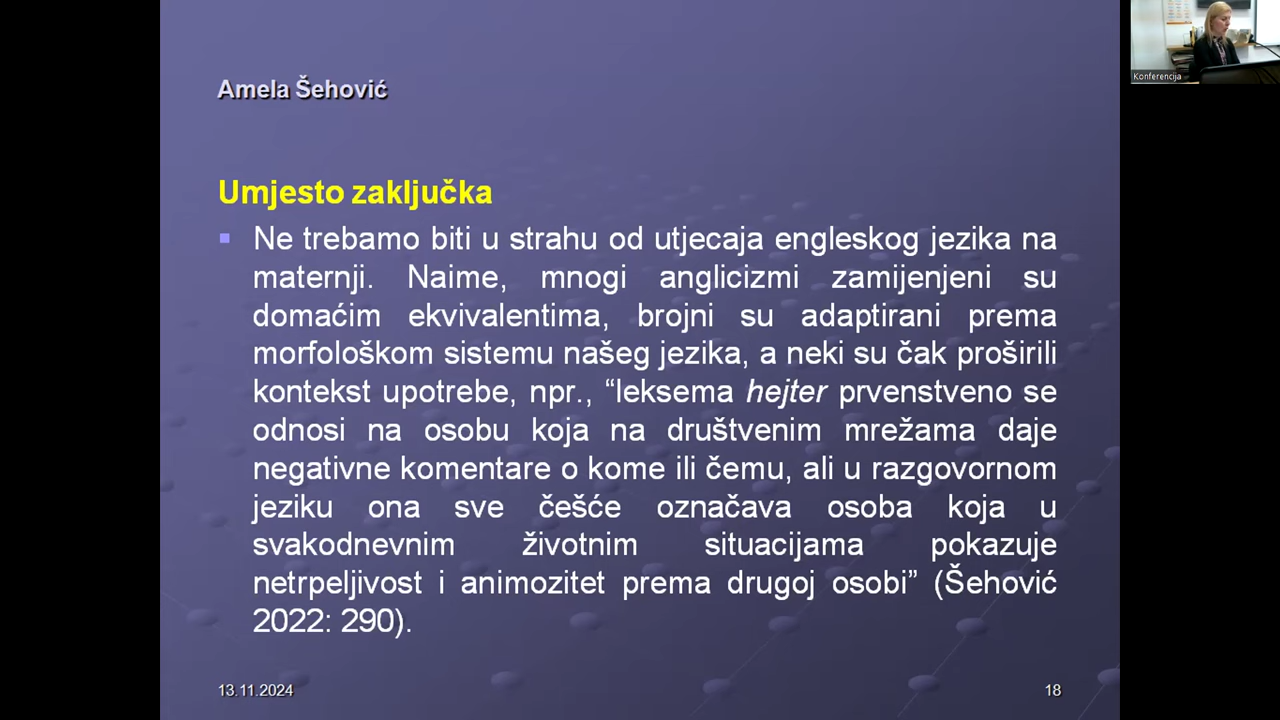 Amela Šehović
Umjesto zaključka
Ne trebamo biti u strahu od utjecaja engleskog jezika na
maternji. Naime, mnogi anglicizmi zamijenjeni su
domaćim ekvivalentima, brojni su adaptirani prema
morfološkom sistemu našeg jezika, a neki su čak proširili
kontekst upotrebe, npr., “leksema hejter prvenstveno se
odnosi na osobu koja na društvenim mrežama daje
negativne komentare o kome ili čemu, ali u razgovornom
jeziku ona sve češće označava osoba koja u
svakodnevnim životnim situacijama pokazuje
netrpeljivost i animozitet prema drugoj osobi” (Šehović
2022: 290).
13.11.2024
18
Konferencija